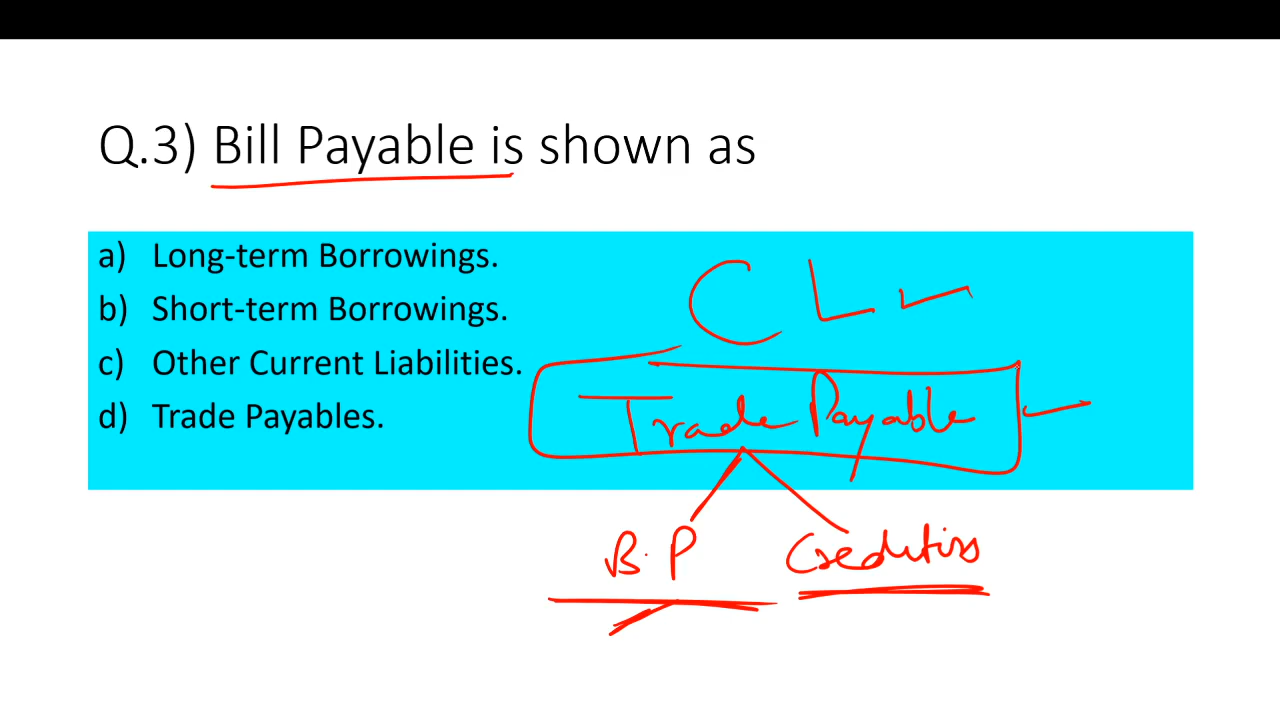 Q.3) Bill Payable is shown as
a) Long-term Borrowings.
b) Short-term Borrowings.
c) Other Current Liabilities.
d) Trade Payables.
C L
Trade Payable
B.P Creditors